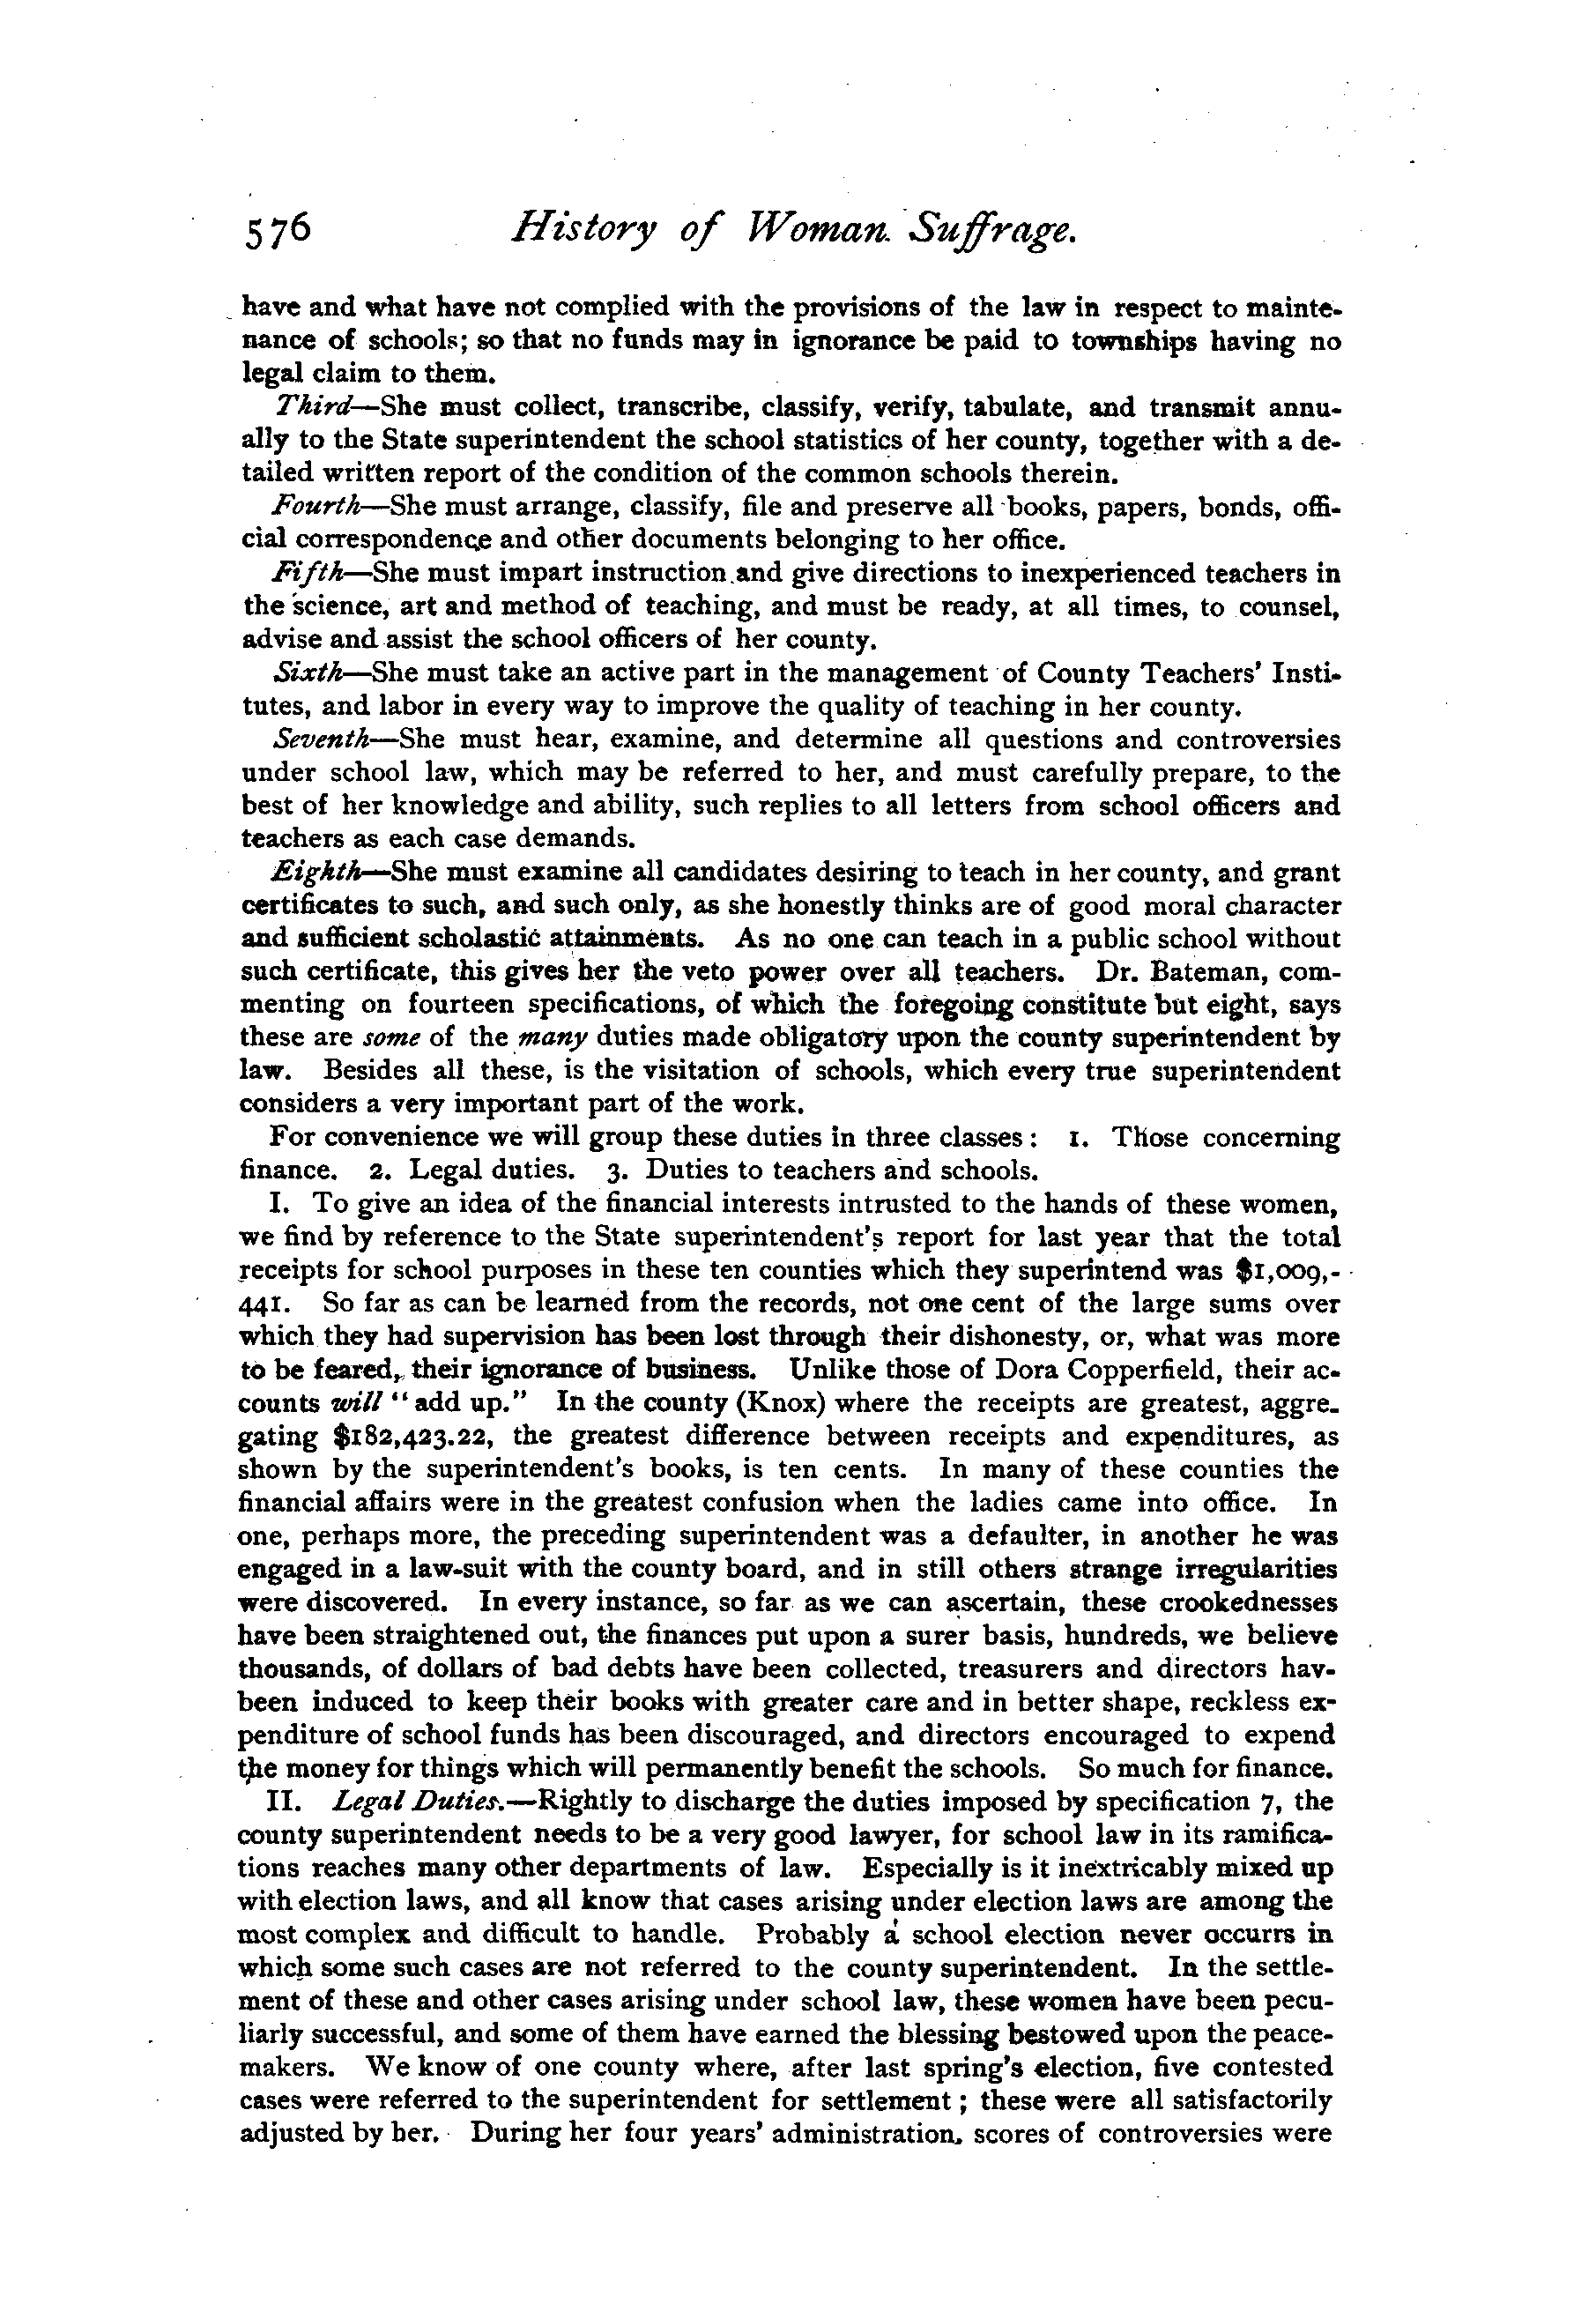 576 History of Woman Suffrage.
have and what have not complied with the provisions of the law in respect to mainte-
nance of schools; so that no funds may in ignorance be paid to townships having no
legal claim to them.
Third—She must collect, transcribe, classify, verify, tabulate, and transmit annu-
ally to the State superintendent the school statistics of her county, together with a de-
tailed written report of the condition of the common schools therein.
Fourth—She must arrange, classify, file and preserve all books, papers, bonds, offi-
cial correspondence and other documents belonging to her office.
Fifth—She must impart instruction and give directions to inexperienced teachers in
the science, art and method of teaching, and must be ready, at all times, to counsel,
advise and assist the school officers of her county.
Sixth—She must take an active part in the management of County Teachers' Insti-
tutes, and labor in every way to improve the quality of teaching in her county.
Seventh—She must hear, examine, and determine all questions and controversies
under school law, which may be referred to her, and must carefully prepare, to the
best of her knowledge and ability, such replies to all letters from school officers and
teachers as each case demands.
Eighth—She must examine all candidates desiring to teach in her county, and grant
certificates to such, and such only, as she honestly thinks are of good moral character
and sufficient scholastic attainments. As no one can teach in a public school without
such certificate, this gives her the veto power over all teachers. Dr. Bateman, com-
menting on fourteen specifications, of which the foregoing constitute but eight, says
these are some of the many duties made obligatory upon the county superintendent by
law. Besides all these, is the visitation of schools, which every true superintendent
considers a very important part of the work.
For convenience we will group these duties in three classes: 1. Those concerning
finance. 2. Legal duties. 3. Duties to teachers and schools.
I. To give an idea of the financial interests intrusted to the hands of these women,
we find by reference to the State superintendent's report for last year that the total
receipts for school purposes in these ten counties which they superintend was $1,009,-
441. So far as can be learned from the records, not one cent of the large sums over
which they had supervision has been lost through their dishonesty, or, what was more
to be feared, their ignorance of business. Unlike those of Dora Copperfield, their ac-
counts will "add up." In the county (Knox) where the receipts are greatest, aggre-
gating $182,423.22, the greatest difference between receipts and expenditures, as
shown by the superintendent's books, is ten cents. In many of these counties the
financial affairs were in the greatest confusion when the ladies came into office. In
one, perhaps more, the preceding superintendent was a defaulter, in another he was
engaged in a law-suit with the county board, and in still others strange irregularities
were discovered. In every instance, so far as we can ascertain, these crookednesses
have been straightened out, the finances put upon a surer basis, hundreds, we believe
thousands, of dollars of bad debts have been collected, treasurers and directors hav-
been induced to keep their books with greater care and in better shape, reckless ex-
penditure of school funds has been discouraged, and directors encouraged to expend
the money for things which will permanently benefit the schools. So much for finance.
II. Legal Duties.—Rightly to discharge the duties imposed by specification 7, the
county superintendent needs to be a very good lawyer, for school law in its ramifica-
tions reaches many other departments of law. Especially is it inextricably mixed up
with election laws, and all know that cases arising under election laws are among the
most complex and difficult to handle. Probably a school election never occurrs in
which some such cases are not referred to the county superintendent. In the settle-
ment of these and other cases arising under school law, these women have been pecu-
liarly successful, and some of them have earned the blessing bestowed upon the peace-
makers. We know of one county where, after last spring's election, five contested
cases were referred to the superintendent for settlement; these were all satisfactorily
adjusted by her. During her four years' administration, scores of controversies were